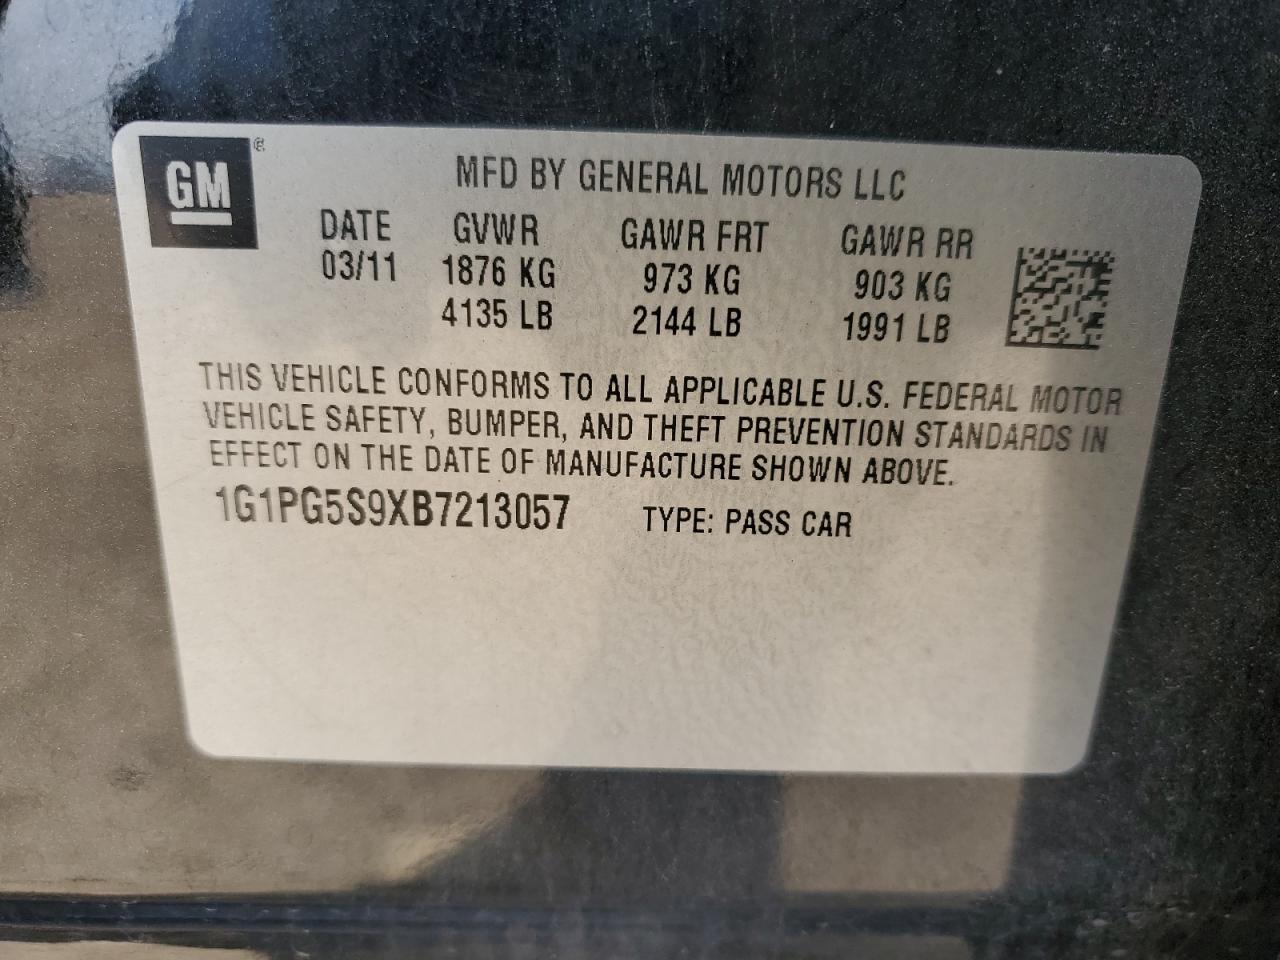 GM ®
MFD BY GENERAL MOTORS LLC
DATE GVWR GAWR FRT GAWR RR
03/11 1876 KG 973 KG 903 KG
4135 LB 2144 LB 1991 LB
THIS VEHICLE CONFORMS TO ALL APPLICABLE U.S. FEDERAL MOTOR
VEHICLE SAFETY, BUMPER, AND THEFT PREVENTION STANDARDS IN
EFFECT ON THE DATE OF MANUFACTURE SHOWN ABOVE.
1G1PG5S9XB7213057 TYPE: PASS CAR